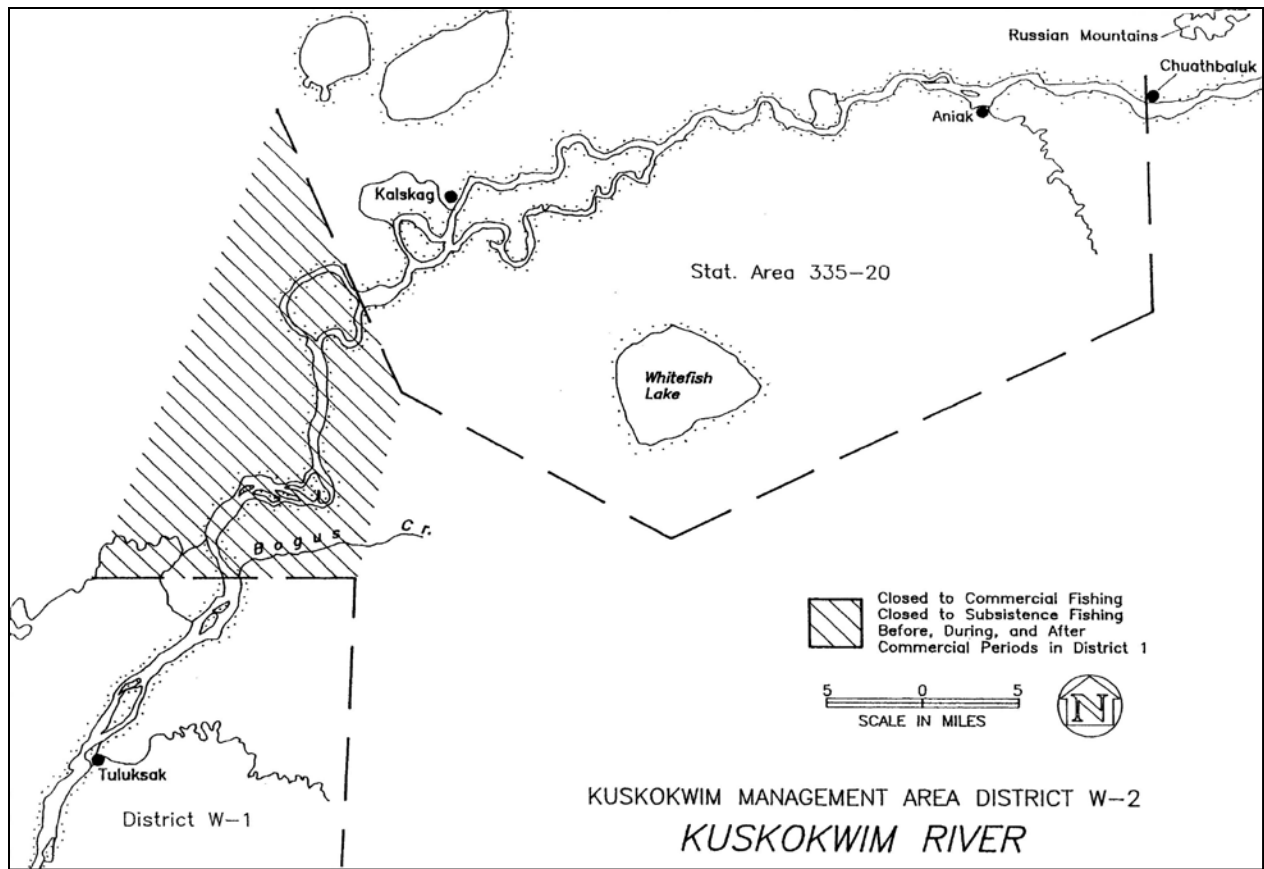 Russian Mountains
Chuathbaluk
Aniak
Kalskag
Stat. Area 335-20
Whitefish
Lake
Bogus Cr.
Closed to Commercial Fishing
Closed to Subsistence Fishing
Before, During, and After
Commercial Periods in District 1
5 0 5
SCALE IN MILES
N
Tuluksak
District W-1
KUSKOKWIM MANAGEMENT AREA DISTRICT W-2
KUSKOKWIM RIVER